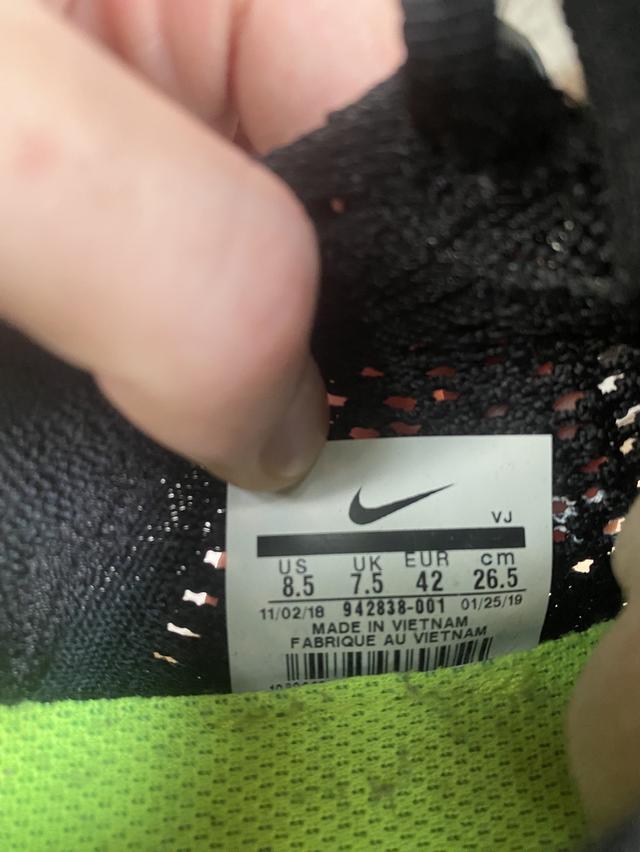 VJ
US UK EUR cm
8.5 7.5 42 26.5
11/02/18 942838-001 01/25/19
MADE IN VIETNAM
FABRIQUE AU VIETNAM